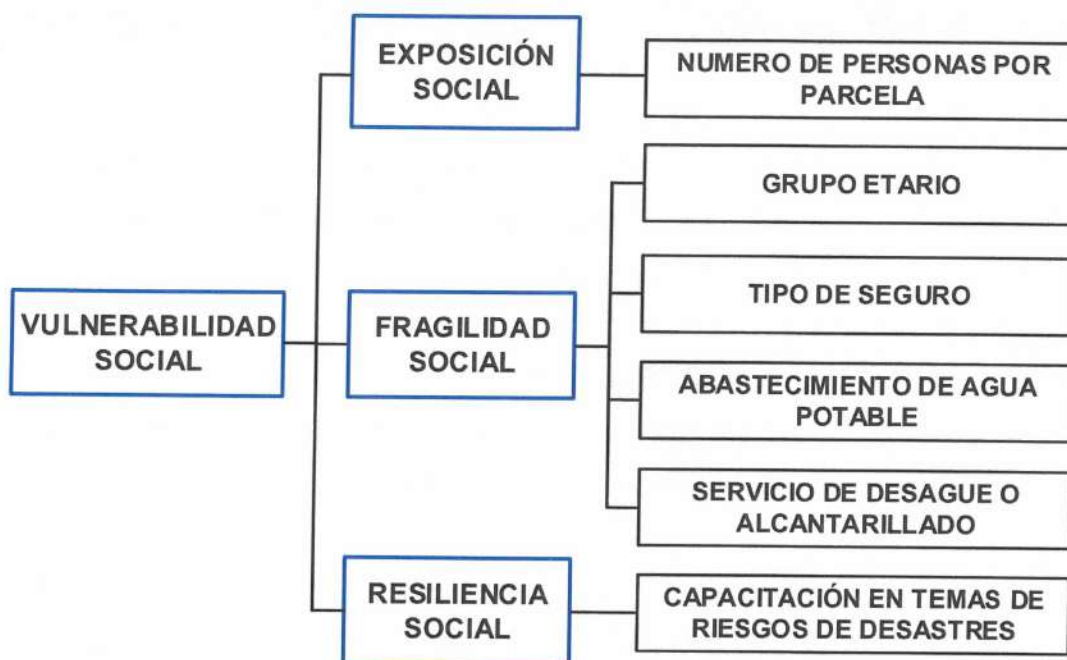 VULNERABILIDAD
SOCIAL
EXPOSICIÓN
SOCIAL
NUMERO DE PERSONAS POR
PARCELA
FRAGILIDAD
SOCIAL
GRUPO ETARIO
TIPO DE SEGURO
ABASTECIMIENTO DE AGUA
POTABLE
SERVICIO DE DESAGUE O
ALCANTARILLADO
RESILIENCIA
SOCIAL
CAPACITACIÓN EN TEMAS DE
RIESGOS DE DESASTRES